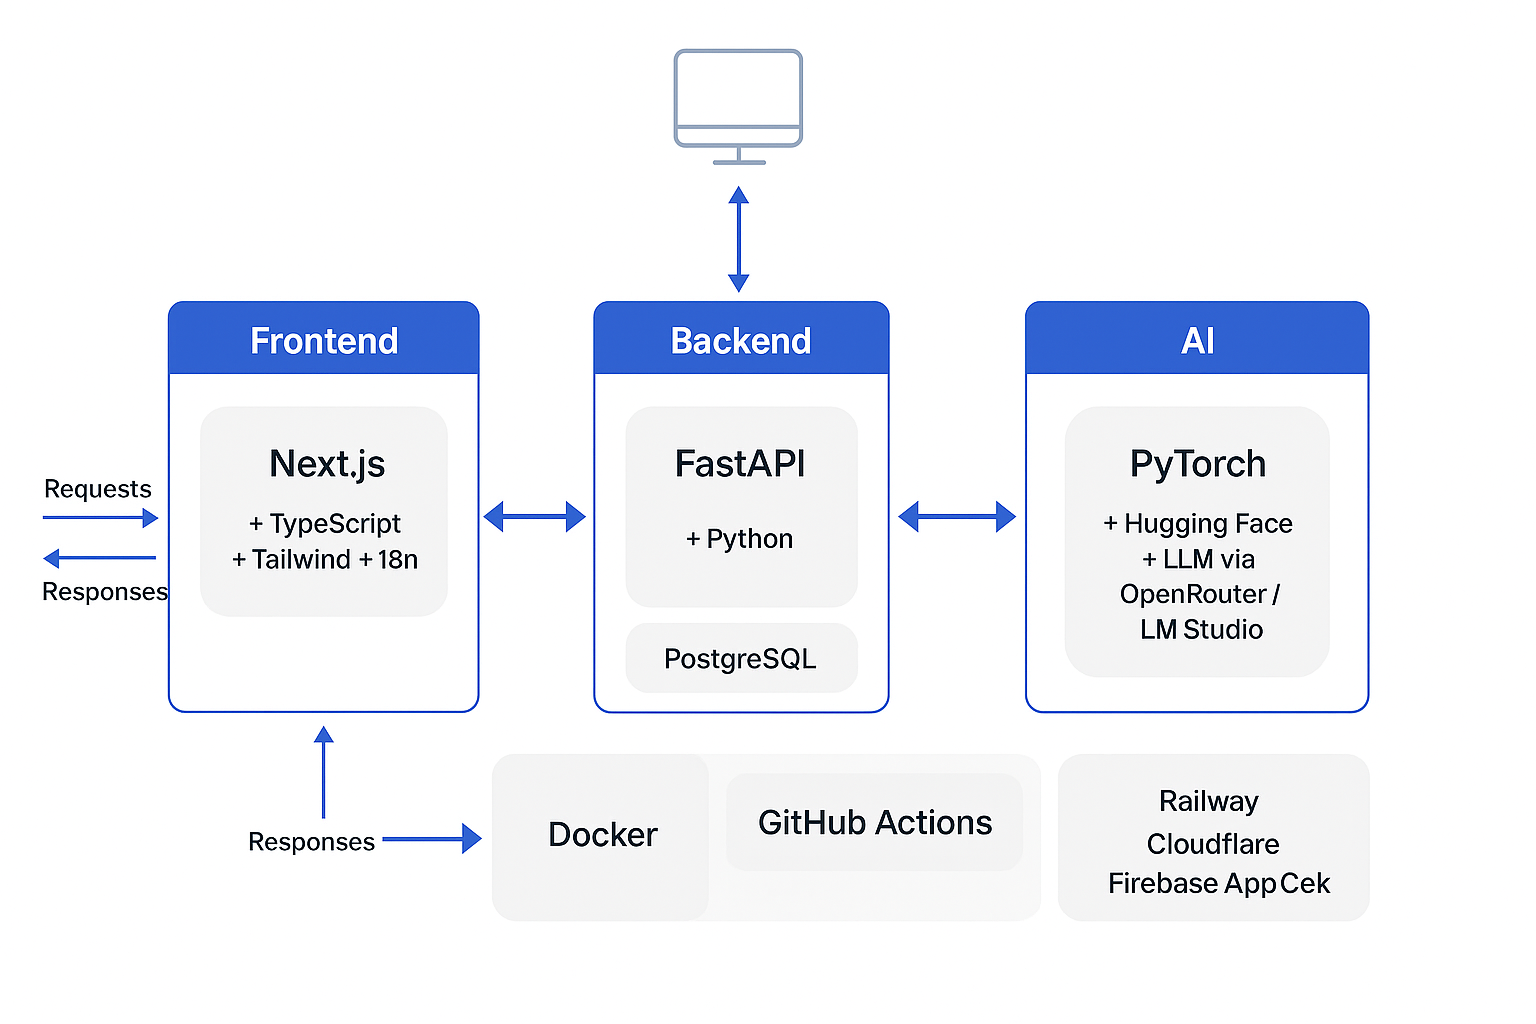 Frontend
Backend
AI
Requests
Responses
Next.js
+ TypeScript
+ Tailwind + 18n
FastAPI
+ Python
PostgreSQL
PyTorch
+ Hugging Face
+ LLM via
OpenRouter /
LM Studio
Responses
Docker
GitHub Actions
Railway
Cloudflare
Firebase App Cek